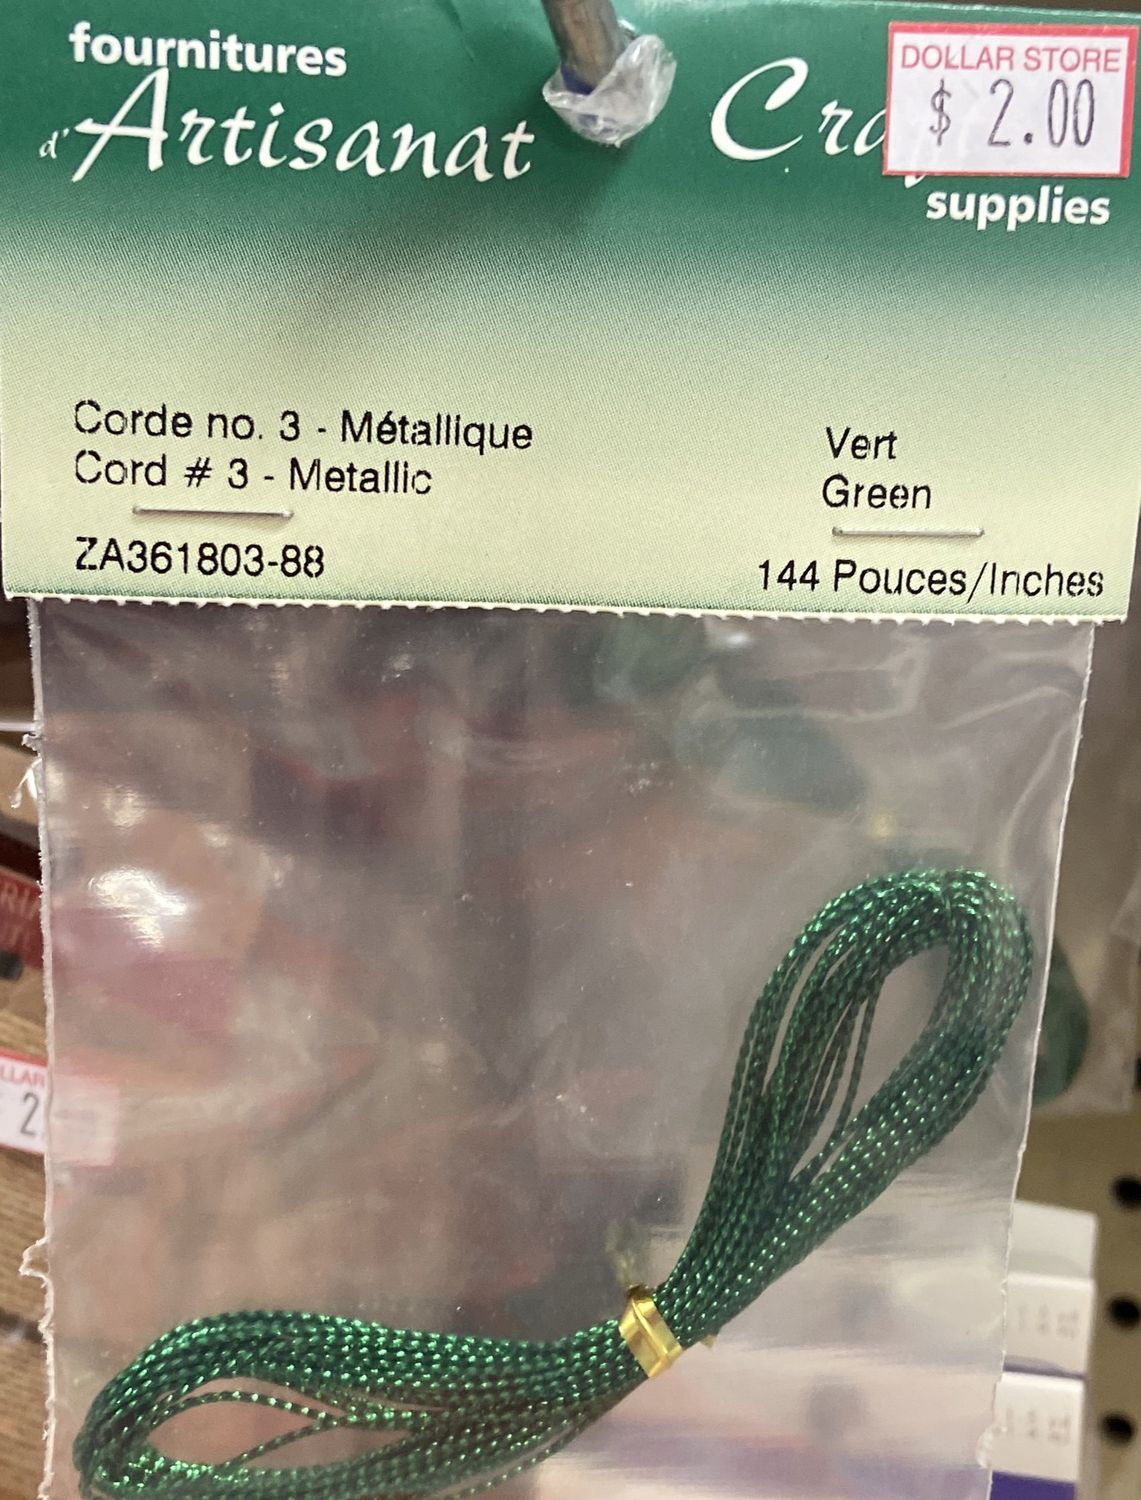 fournitures
d'Artisanat
DOLLAR STORE
$ 2.00
supplies
Corde no. 3 - Métallique
Cord # 3 - Metallic
Vert
Green
ZA361803-88
144 Pouces/Inches
2